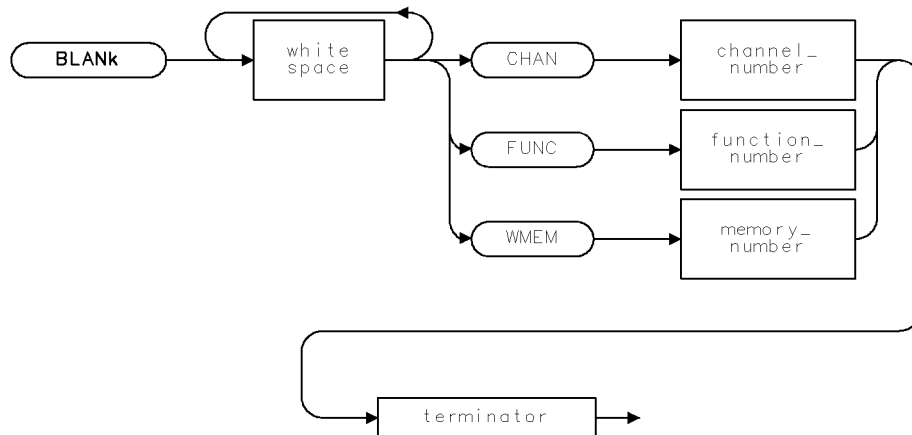 BLANk
white
space
CHAN
channel_
number
FUNC
function_
number
WMEM
memory_
number
terminator